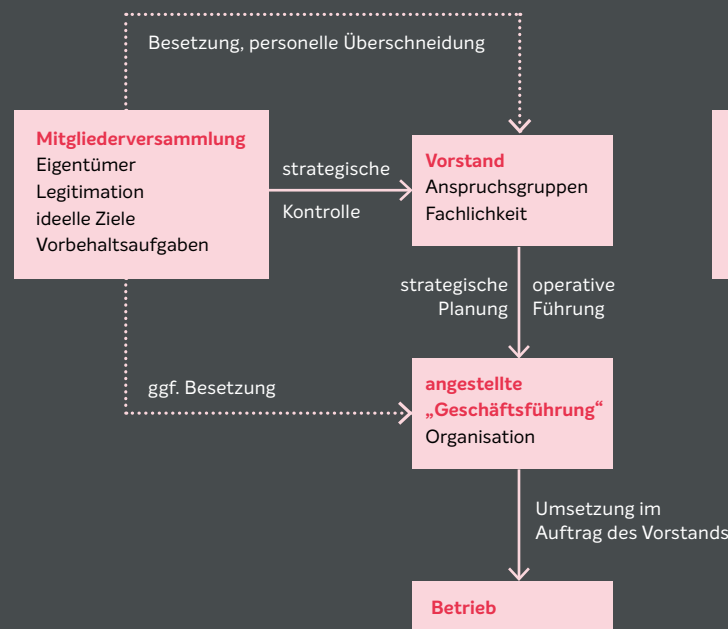 Besetzung, personelle Überschneidung
Mitgliederversammlung
Eigentümer
Legitimation
ideelle Ziele
Vorbehaltsaufgaben
strategische
Kontrolle
Vorstand
Anspruchsgruppen
Fachlichkeit
strategische
Planung
operative
Führung
ggf. Besetzung
angestellte
„Geschäftsführung“
Organisation
Umsetzung im
Auftrag des Vorstands
Betrieb